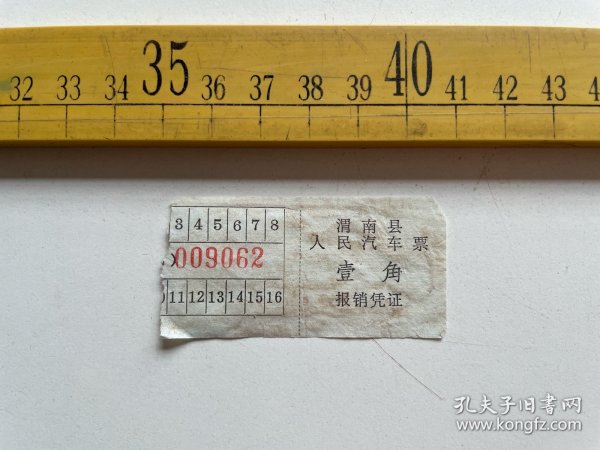 32 33 34 35 36 37 38 39 40 41 42 43
3 4 5 6 7 8
009062
11 12 13 14 15 16
渭南县
人民汽车票
壹角
报销凭证
孔夫子旧书网
www.kongfz.com